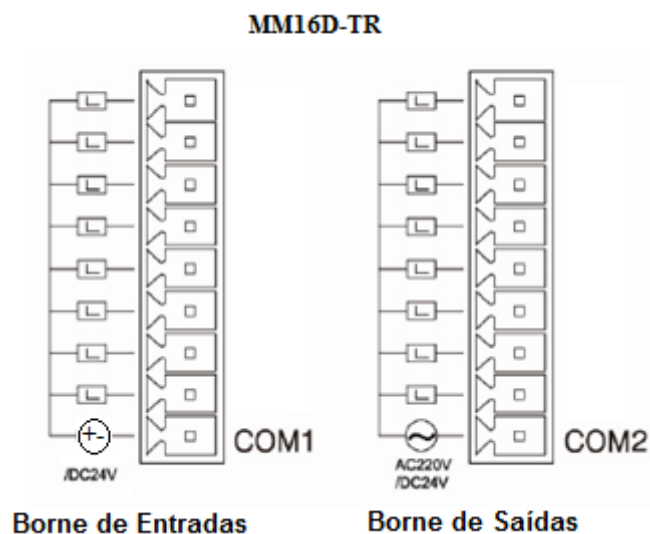 MM16D-TR
COM1
/DC24V
Borne de Entradas
COM2
AC220V
/DC24V
Borne de Saídas